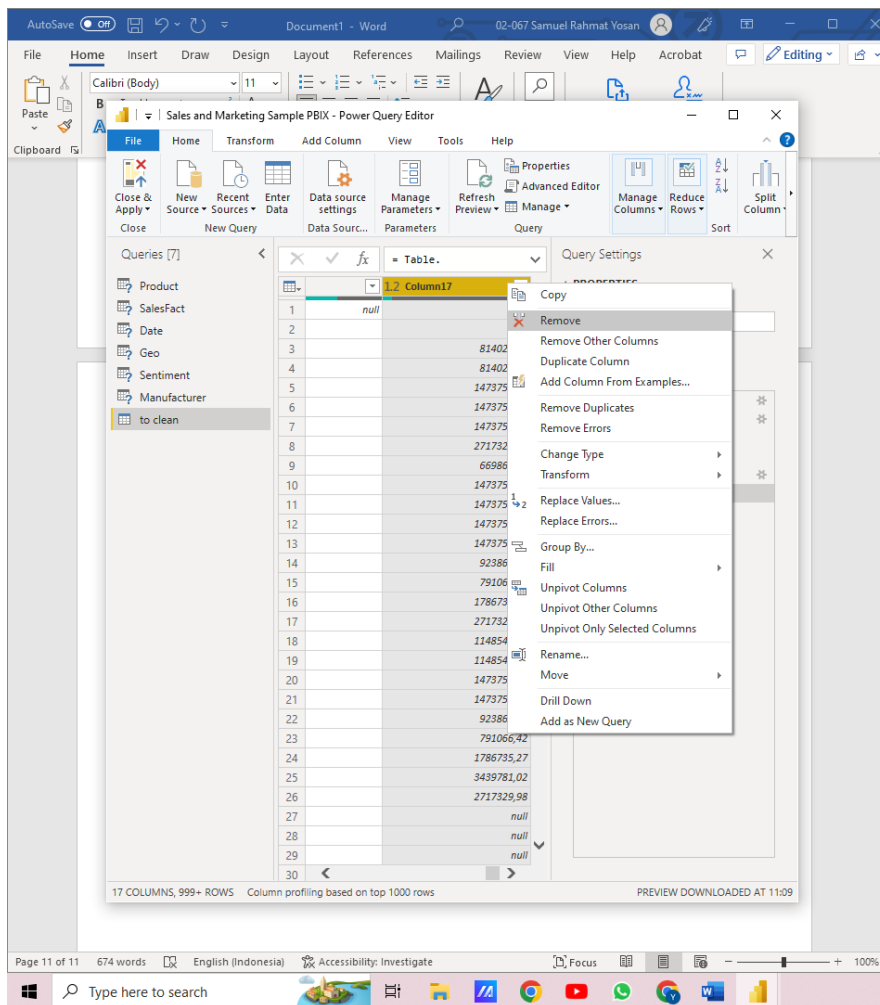 AutoSave Off Document1 - Word 02-067 Samuel Rahmat Yosan
File Home Insert Draw Design Layout References Mailings Review View Help Acrobat Editing
Calibri (Body) 11
Paste
B
Clipboard
Sales and Marketing Sample PBIX - Power Query Editor
File Home Transform Add Column View Tools Help
Close & Apply
New Source
Recent Sources
Enter Data
Data source settings
Manage Parameters
Refresh Preview
Properties
Advanced Editor
Manage
Manage Columns
Reduce Rows
Split Column
Close New Query Data Sourc... Parameters Query Sort
Queries [7]
fx = Table.
Query Settings
Product
SalesFact
Date
Geo
Sentiment
Manufacturer
to clean
1.2 Column17
PROPERTIES
1 null
2
3 81402
4 81402
5 147375
6 147375
7 147375
8 271732
9 66986
10 147375
11 147375
12 147375
13 147375
14 92386
15 79106
16 178673
17 271732
18 114854
19 114854
20 147375
21 147375
22 92386
23 791066,42
24 1786735,27
25 3439781,02
26 2717329,98
27 null
28 null
29 null
30
Copy
Remove
Remove Other Columns
Duplicate Column
Add Column From Examples...
Remove Duplicates
Remove Errors
Change Type
Transform
Replace Values...
Replace Errors...
Group By...
Fill
Unpivot Columns
Unpivot Other Columns
Unpivot Only Selected Columns
Rename...
Move
Drill Down
Add as New Query
17 COLUMNS, 999+ ROWS Column profiling based on top 1000 rows PREVIEW DOWNLOADED AT 11:09
Page 11 of 11 674 words English (Indonesia) Accessibility: Investigate Focus 100%
Type here to search